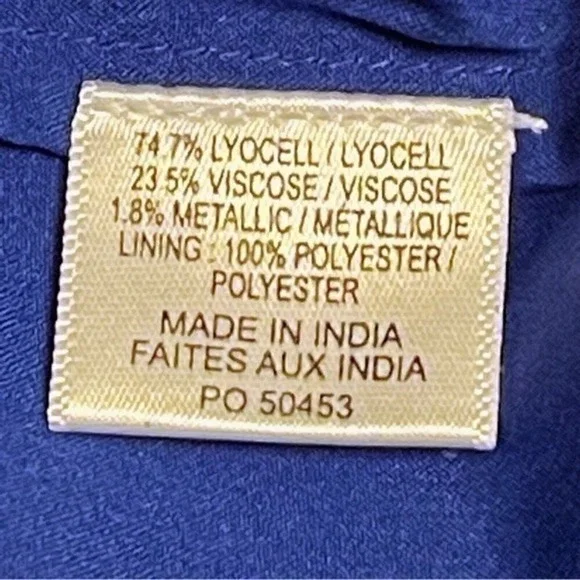 74.7% LYOCELL / LYOCELL
23.5% VISCOSE / VISCOSE
1.8% METALLIC / MÉTALLIQUE
LINING : 100% POLYESTER /
POLYESTER
MADE IN INDIA
FAITES AUX INDIA
PO 50453